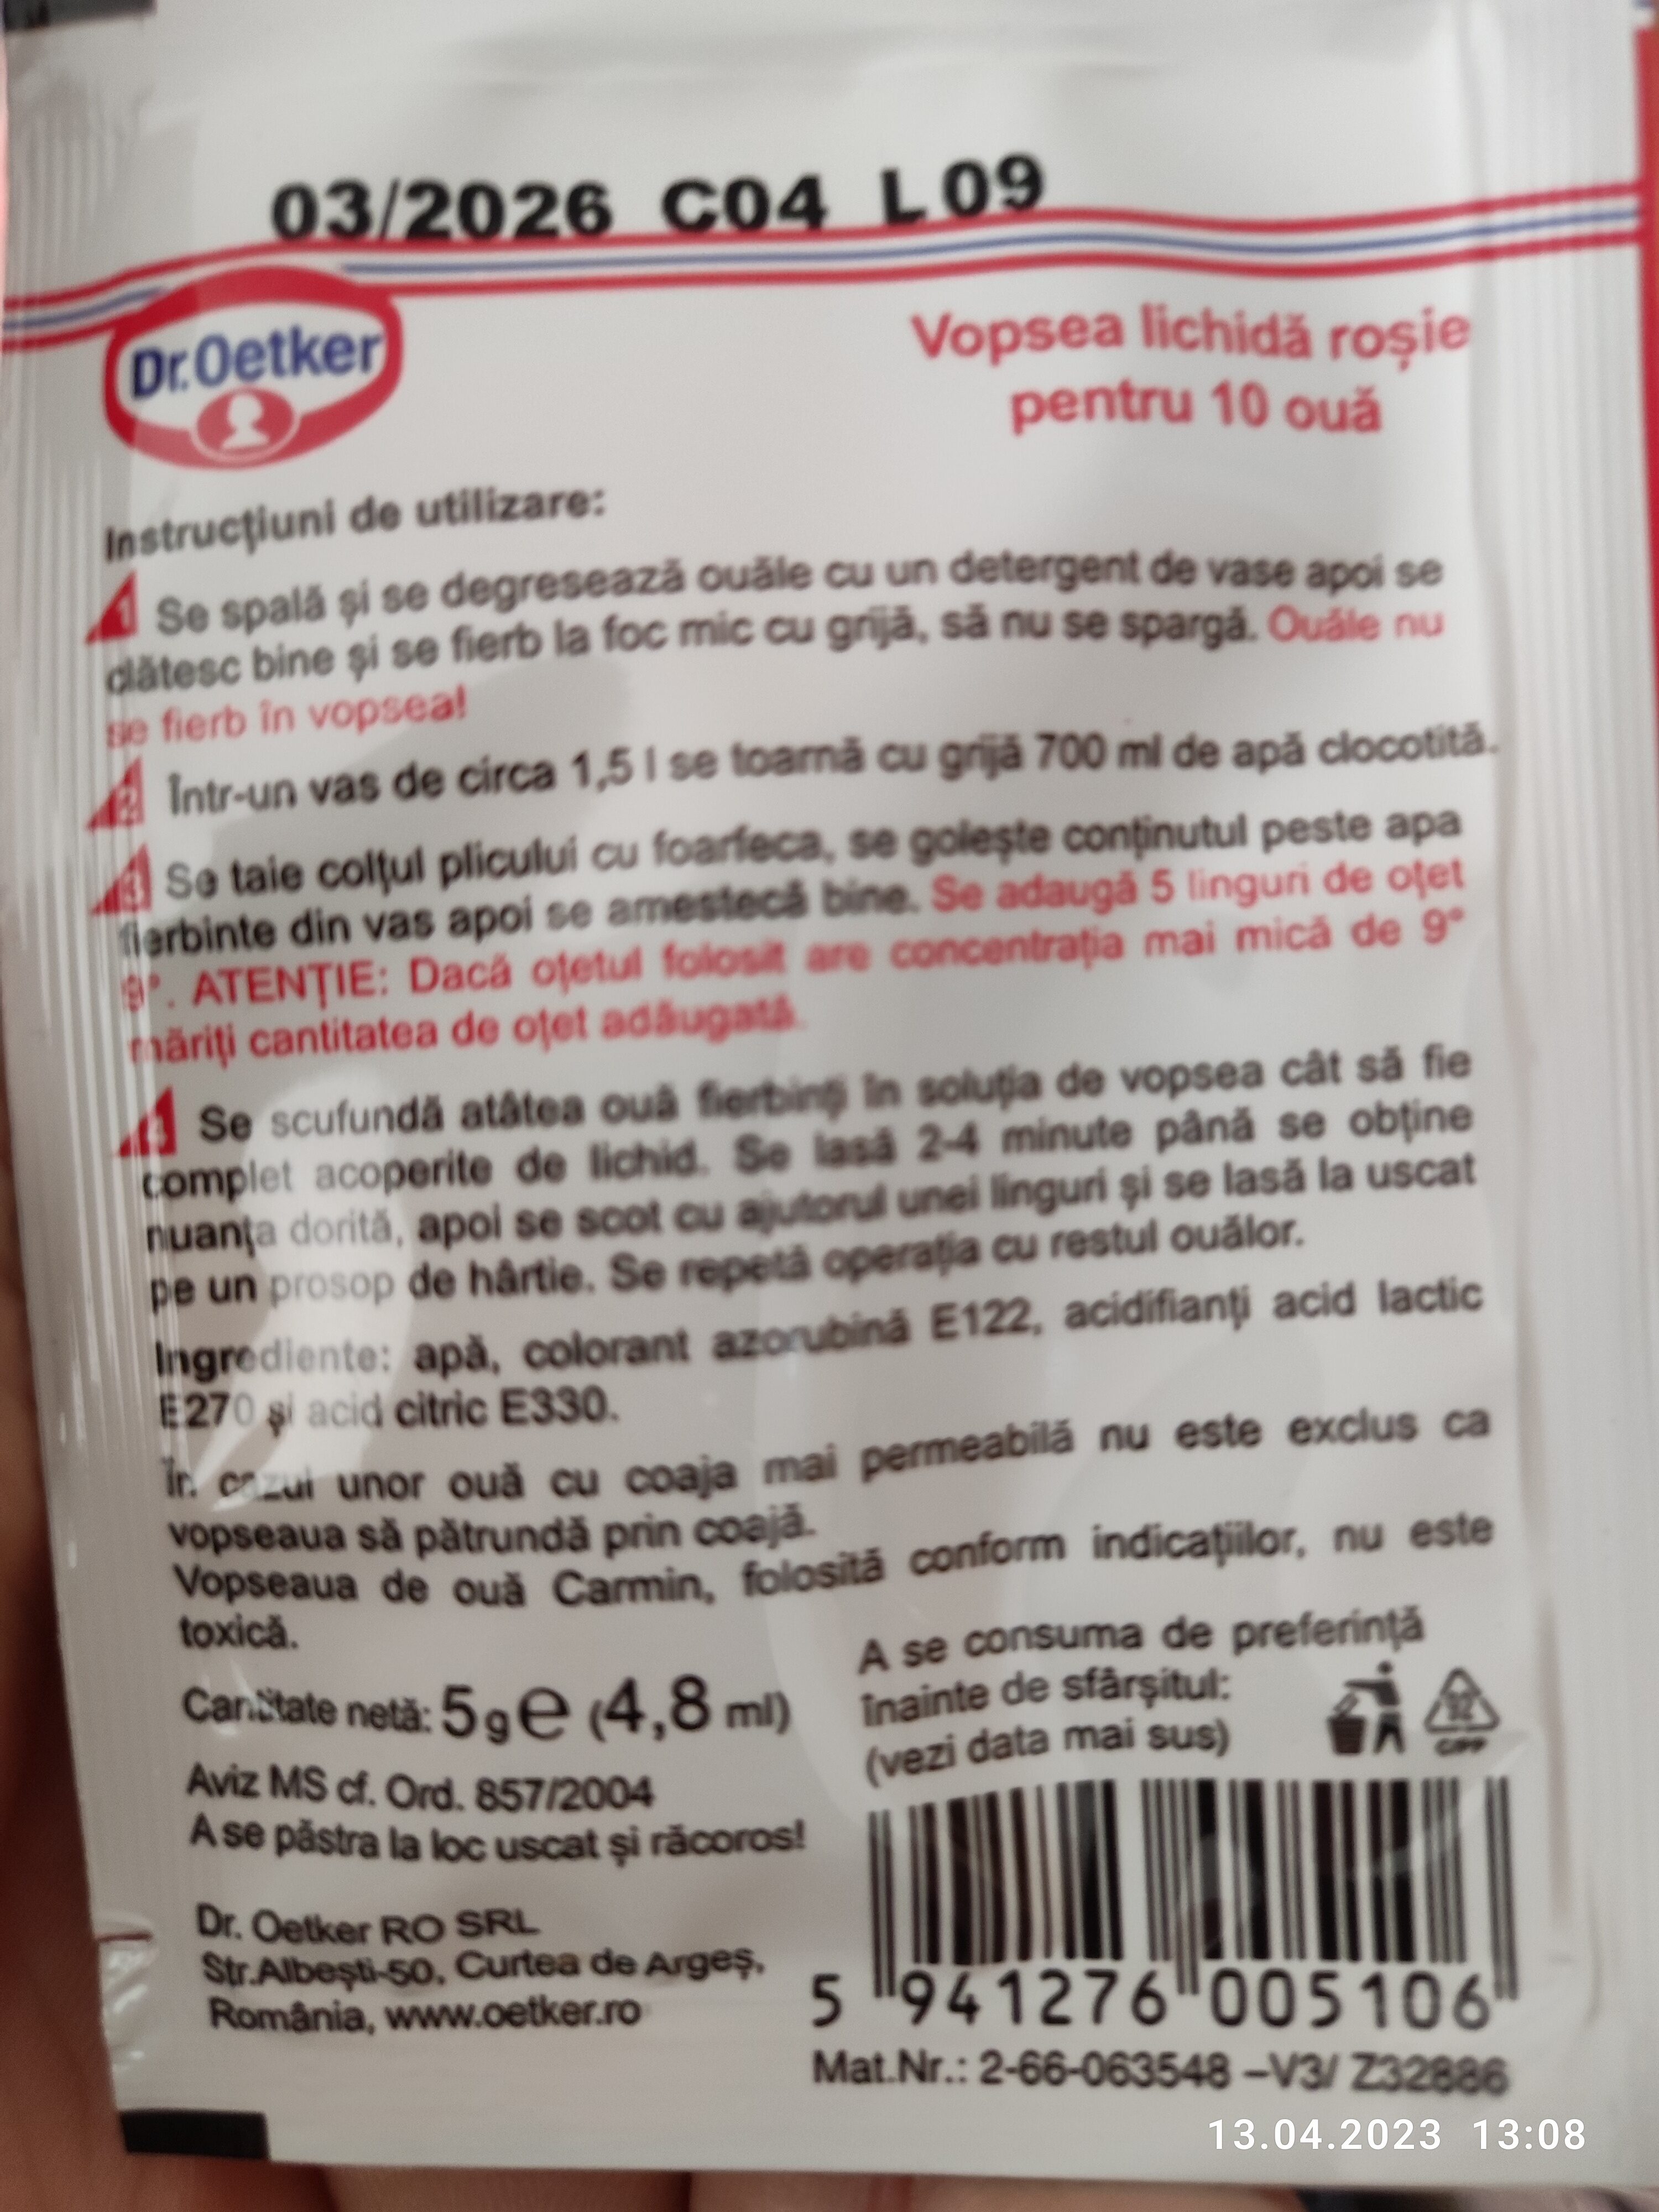 03/2026 C04 L09
Dr.Oetker
Vopsea lichidă roșie
pentru 10 ouă
Instrucțiuni de utilizare:
1 Se spală și se degresează ouăle cu un detergent de vase apoi se
clătesc bine și se fierb la foc mic cu grijă, să nu se spargă. Ouăle nu
se fierb în vopsea!
2 Într-un vas de circa 1,5 l se toarnă cu grijă 700 ml de apă clocotită.
3 Se taie colțul plicului cu foarfeca, se golește conținutul peste apa
fierbinte din vas apoi se amestecă bine. Se adaugă 5 linguri de oțet
9°. ATENȚIE: Dacă oțetul folosit are concentrația mai mică de 9°
măriți cantitatea de oțet adăugată.
4 Se scufundă atâtea ouă fierbinți în soluția de vopsea cât să fie
complet acoperite de lichid. Se lasă 2-4 minute până se obține
nuanța dorită, apoi se scot cu ajutorul unei linguri și se lasă la uscat
pe un prosop de hârtie. Se repetă operația cu restul ouălor.
Ingrediente: apă, colorant azorubină E122, acidifianți acid lactic
E270 și acid citric E330.
În cazul unor ouă cu coaja mai permeabilă nu este exclus ca
vopseaua să pătrundă prin coajă.
Vopseaua de ouă Carmin, folosită conform indicațiilor, nu este
toxică.
Cantitate netă: 5g e (4,8 ml)
A se consuma de preferință
înainte de sfârșitul:
(vezi data mai sus)
Aviz MS cf. Ord. 857/2004
A se păstra la loc uscat și răcoros!
Dr. Oetker RO SRL
Str.Albești-50, Curtea de Argeș,
România, www.oetker.ro
5 941276 005106
Mat.Nr.: 2-66-063548 –V3/ Z32886
13.04.2023 13:08